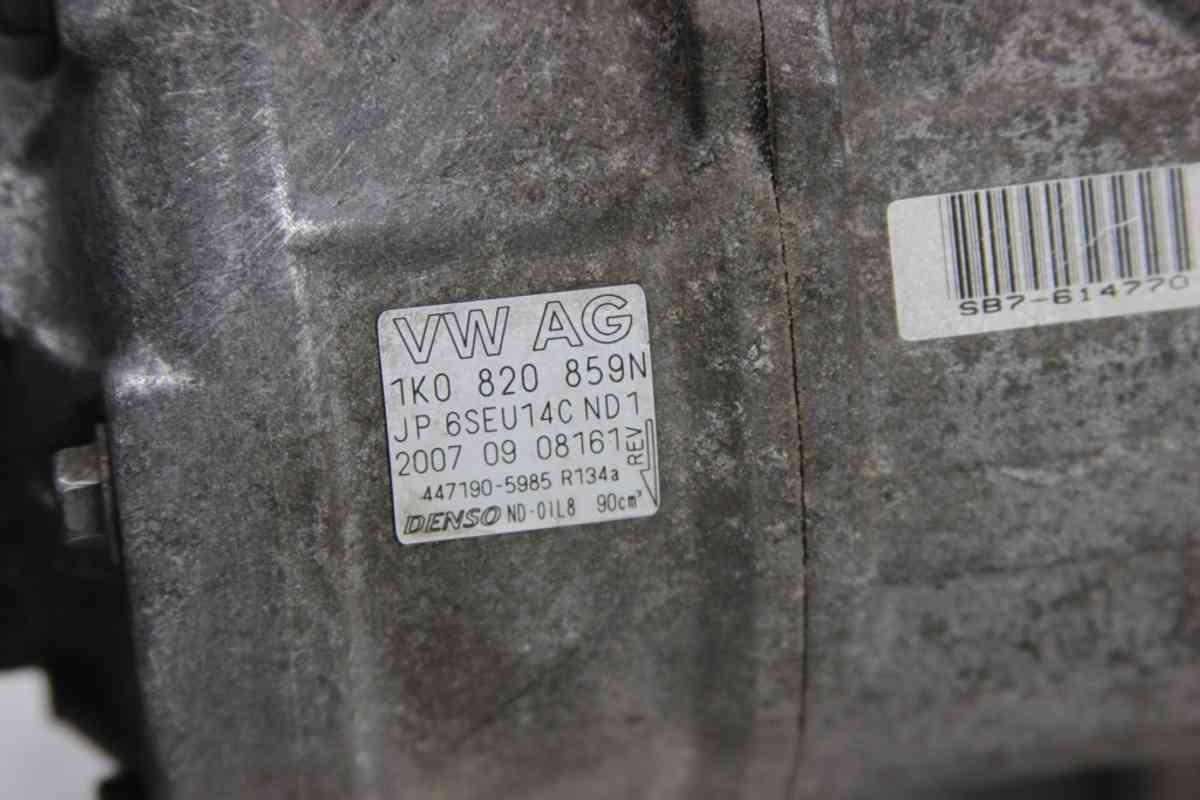 VW AG
1K0 820 859N
JP 6SEU14C ND1
2007 09 08161
REV
447190-5985 R134a
DENSO ND-OIL8 90cm³
SB7-614770